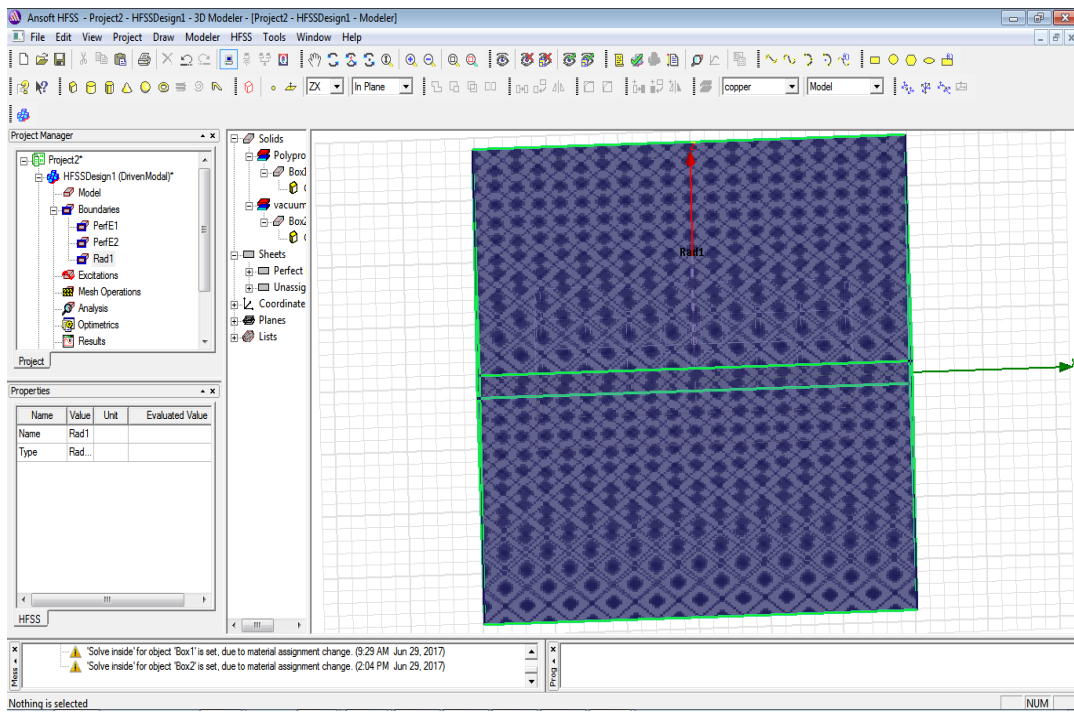 Ansoft HFSS - Project2 - HFSSDesign1 - 3D Modeler - [Project2 - HFSSDesign1 - Modeler]
File Edit View Project Draw Modeler HFSS Tools Window Help
ZX In Plane copper Model
Project Manager
Project2*
HFSSDesign1 (DrivenModal)*
Model
Boundaries
PerfE1
PerfE2
Rad1
Excitations
Mesh Operations
Analysis
Optimetrics
Results
Project
Properties
Name Value Unit Evaluated Value
Name Rad1
Type Rad...
HFSS
Solids
Polypro
Box1
vacuum
Box2
Sheets
Perfect
Unassig
Coordinate
Planes
Lists
Rad1
Mess
'Solve inside' for object 'Box1' is set, due to material assignment change. (9:29 AM Jun 29, 2017)
'Solve inside' for object 'Box2' is set, due to material assignment change. (2:04 PM Jun 29, 2017)
Prog
Nothing is selected
NUM